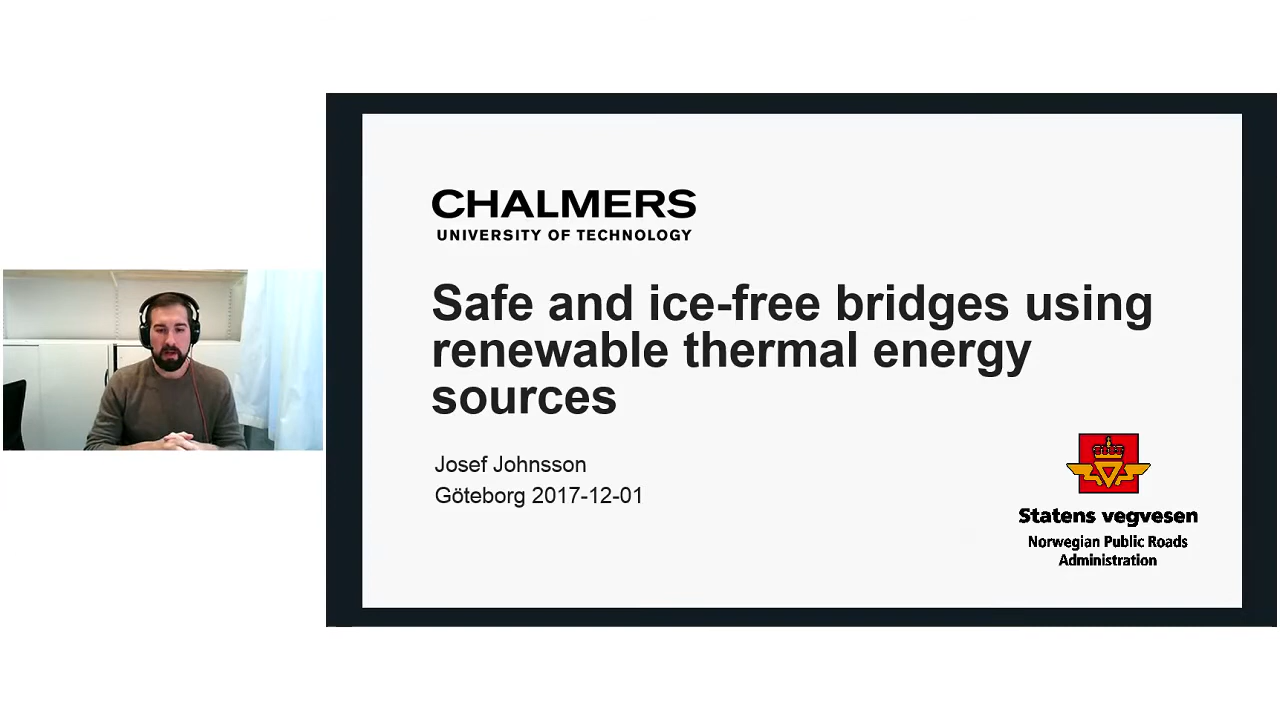 CHALMERS
UNIVERSITY OF TECHNOLOGY
Safe and ice-free bridges using
renewable thermal energy
sources
Josef Johnsson
Göteborg 2017-12-01
Statens vegvesen
Norwegian Public Roads
Administration